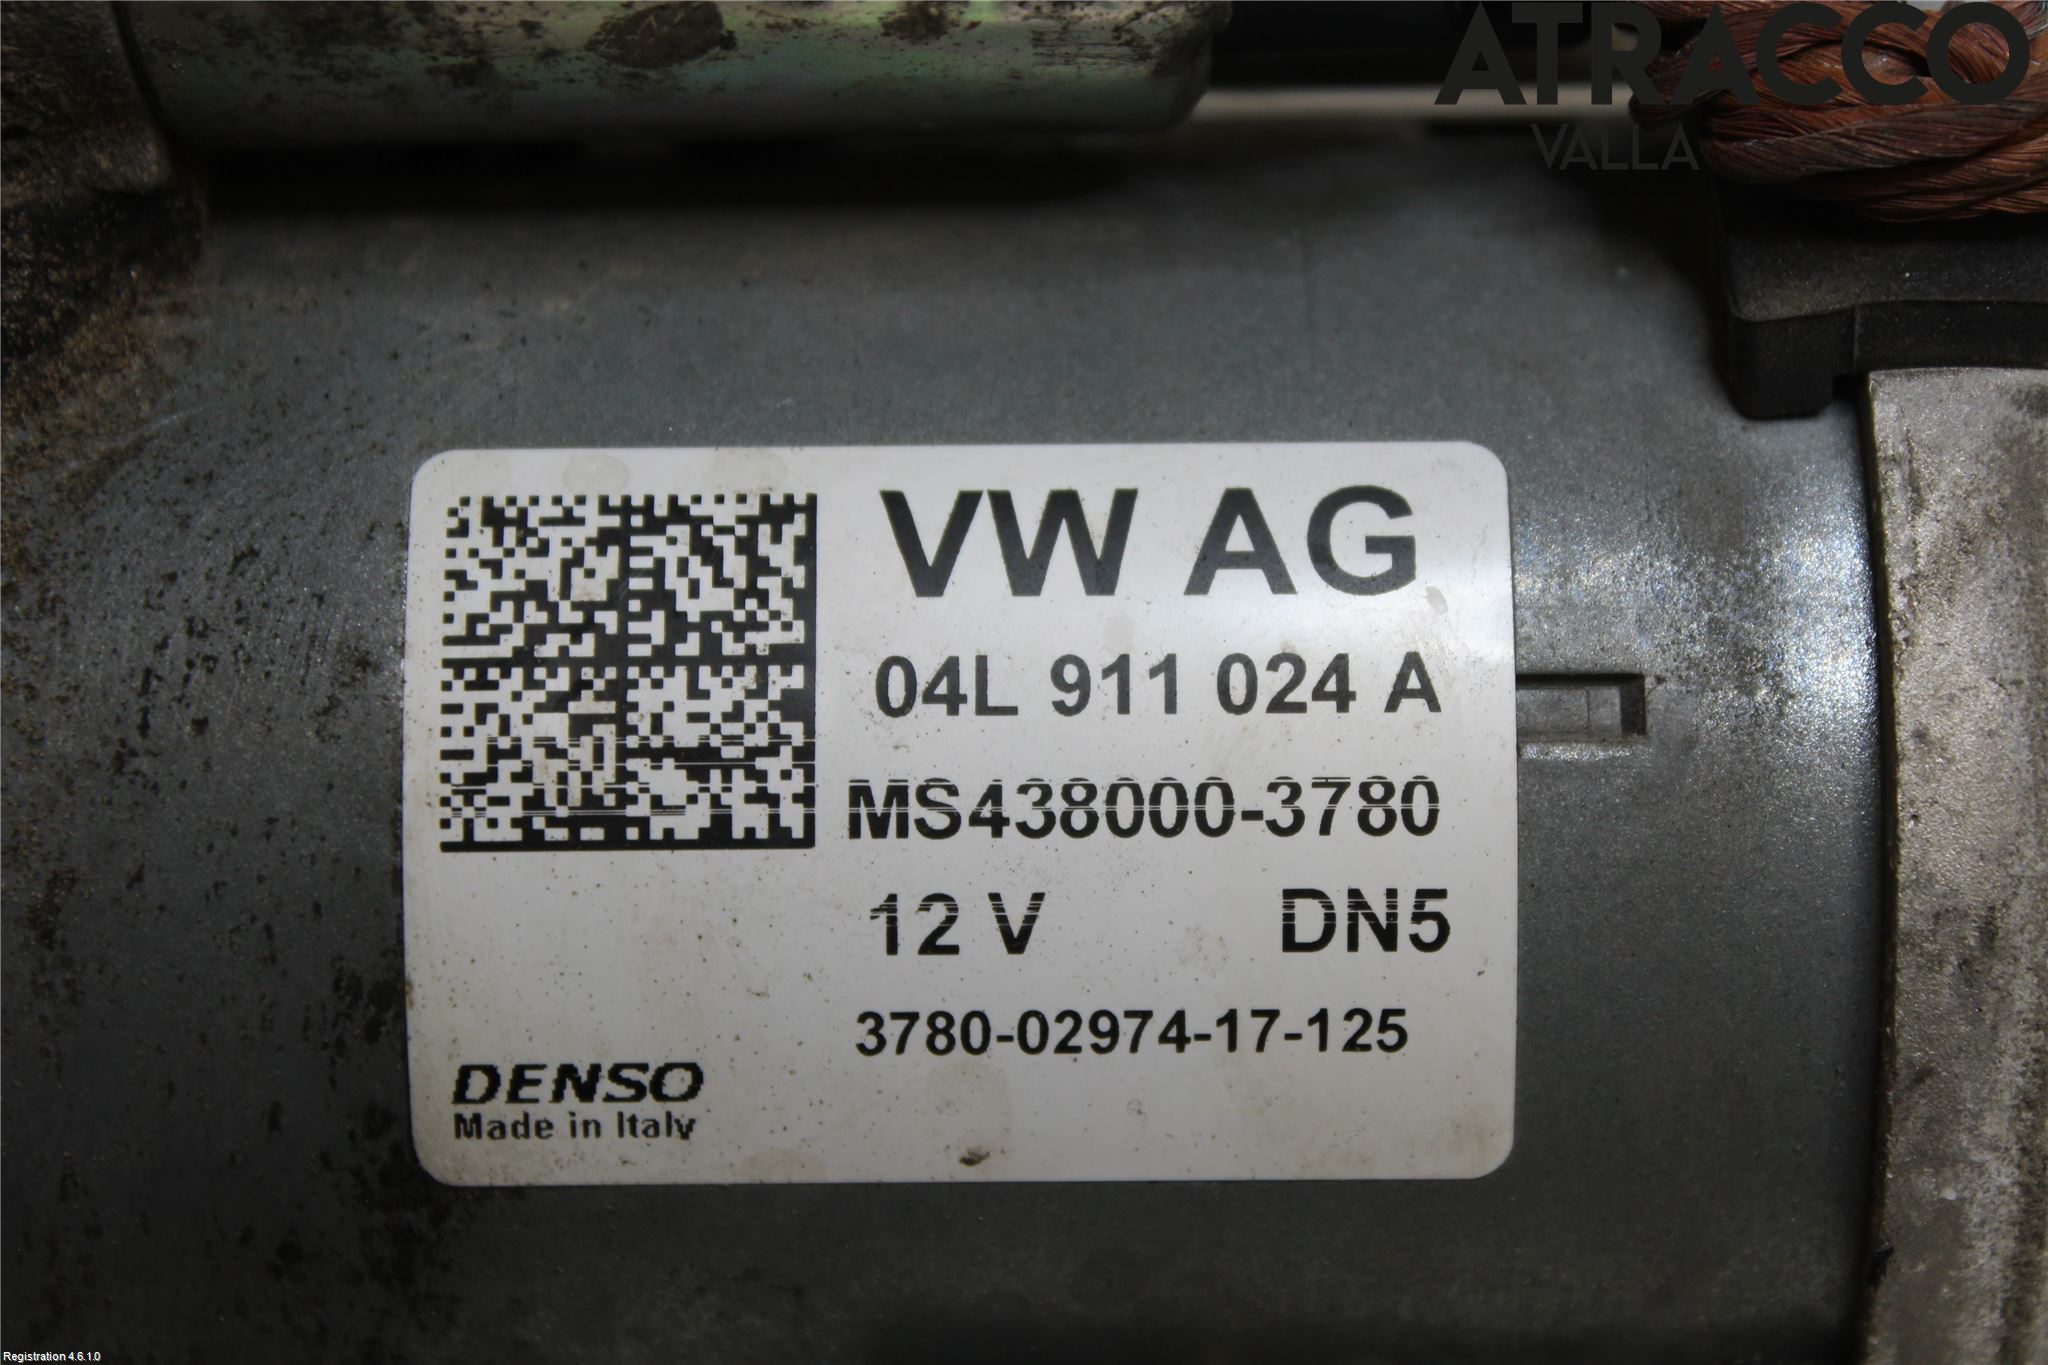 ATRACCO
VALLA
VW AG
04L 911 024 A
MS438000-3780
12 V DN5
3780-02974-17-125
DENSO
Made in Italy
Registration 4.6.1.0